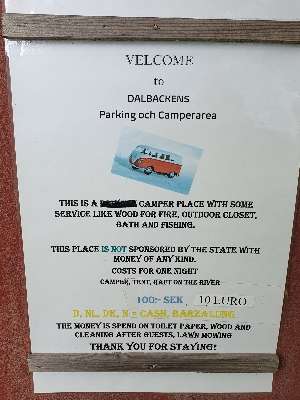 VELCOME
to
DALBACKENS
Parking och Camperarea
THIS IS A CAMPER PLACE WITH SOME
SERVICE LIKE WOOD FOR FIRE, OUTDOOR CLOSET,
BATH AND FISHING.
THIS PLACE IS NOT SPONSORED BY THE STATE WITH
MONEY OF ANY KIND.
COSTS FOR ONE NIGHT
CAMPER, TENT, RAFT ON THE RIVER
100:- SEK 10 EURO
D, NL, DK, N = CASH, BARZALUNG
THE MONEY IS SPEND ON TOILET PAPER, WOOD AND
CLEANING AFTER GUESTS, LAWN MOWING
THANK YOU FOR STAYING!